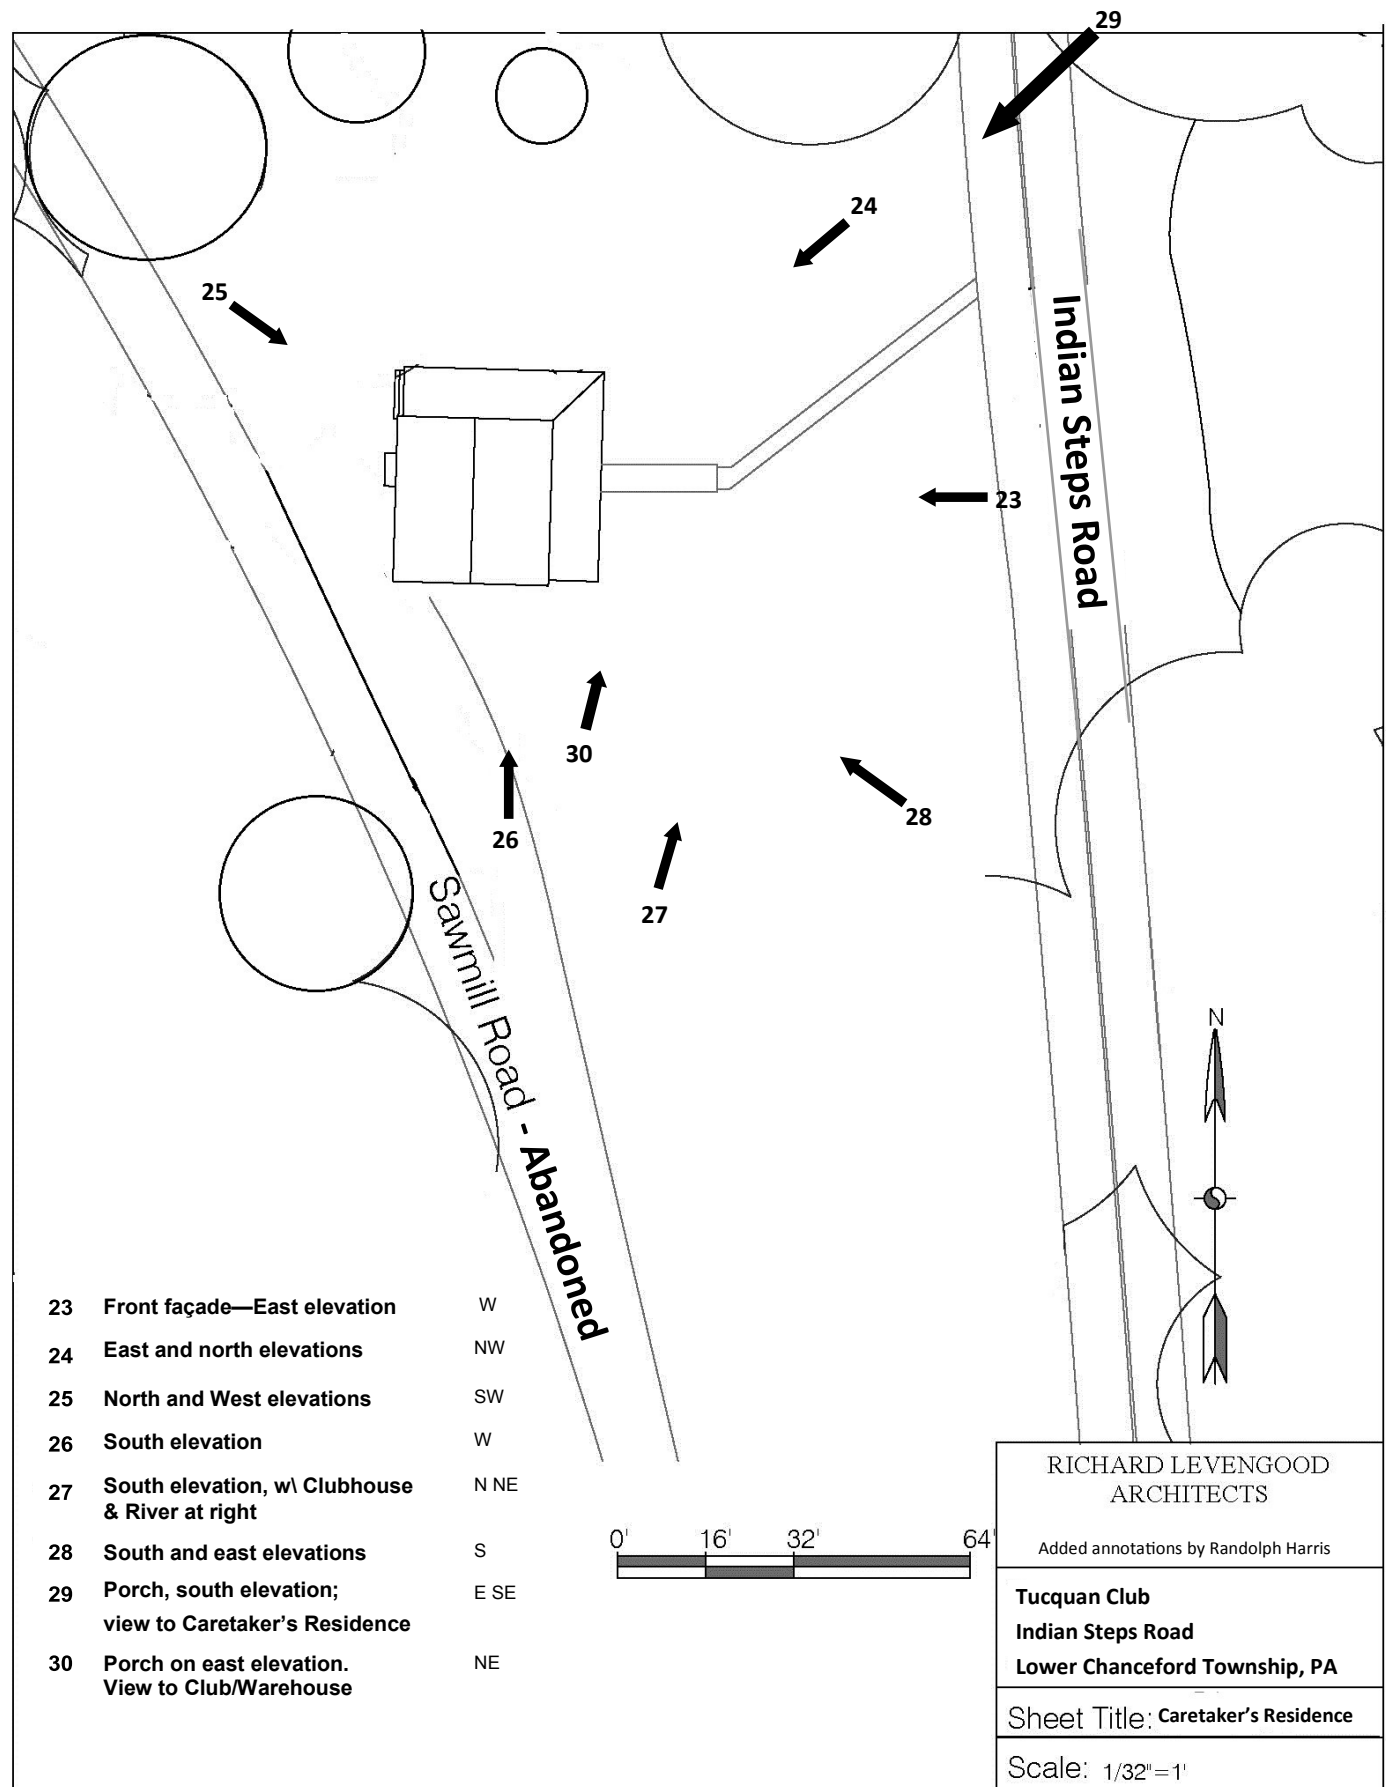 29
24
25
Indian Steps Road
23
30
28
26
27
Sawmill Road - Abandoned
N
23 Front façade—East elevation W
24 East and north elevations NW
25 North and West elevations SW
26 South elevation W
27 South elevation, w\ Clubhouse N NE
& River at right
28 South and east elevations S
29 Porch, south elevation; E SE
view to Caretaker’s Residence
30 Porch on east elevation. NE
View to Club/Warehouse
0' 16' 32' 64'
RICHARD LEVENGOOD
ARCHITECTS
Added annotations by Randolph Harris
Tucquan Club
Indian Steps Road
Lower Chanceford Township, PA
Sheet Title: Caretaker’s Residence
Scale: 1/32"=1'